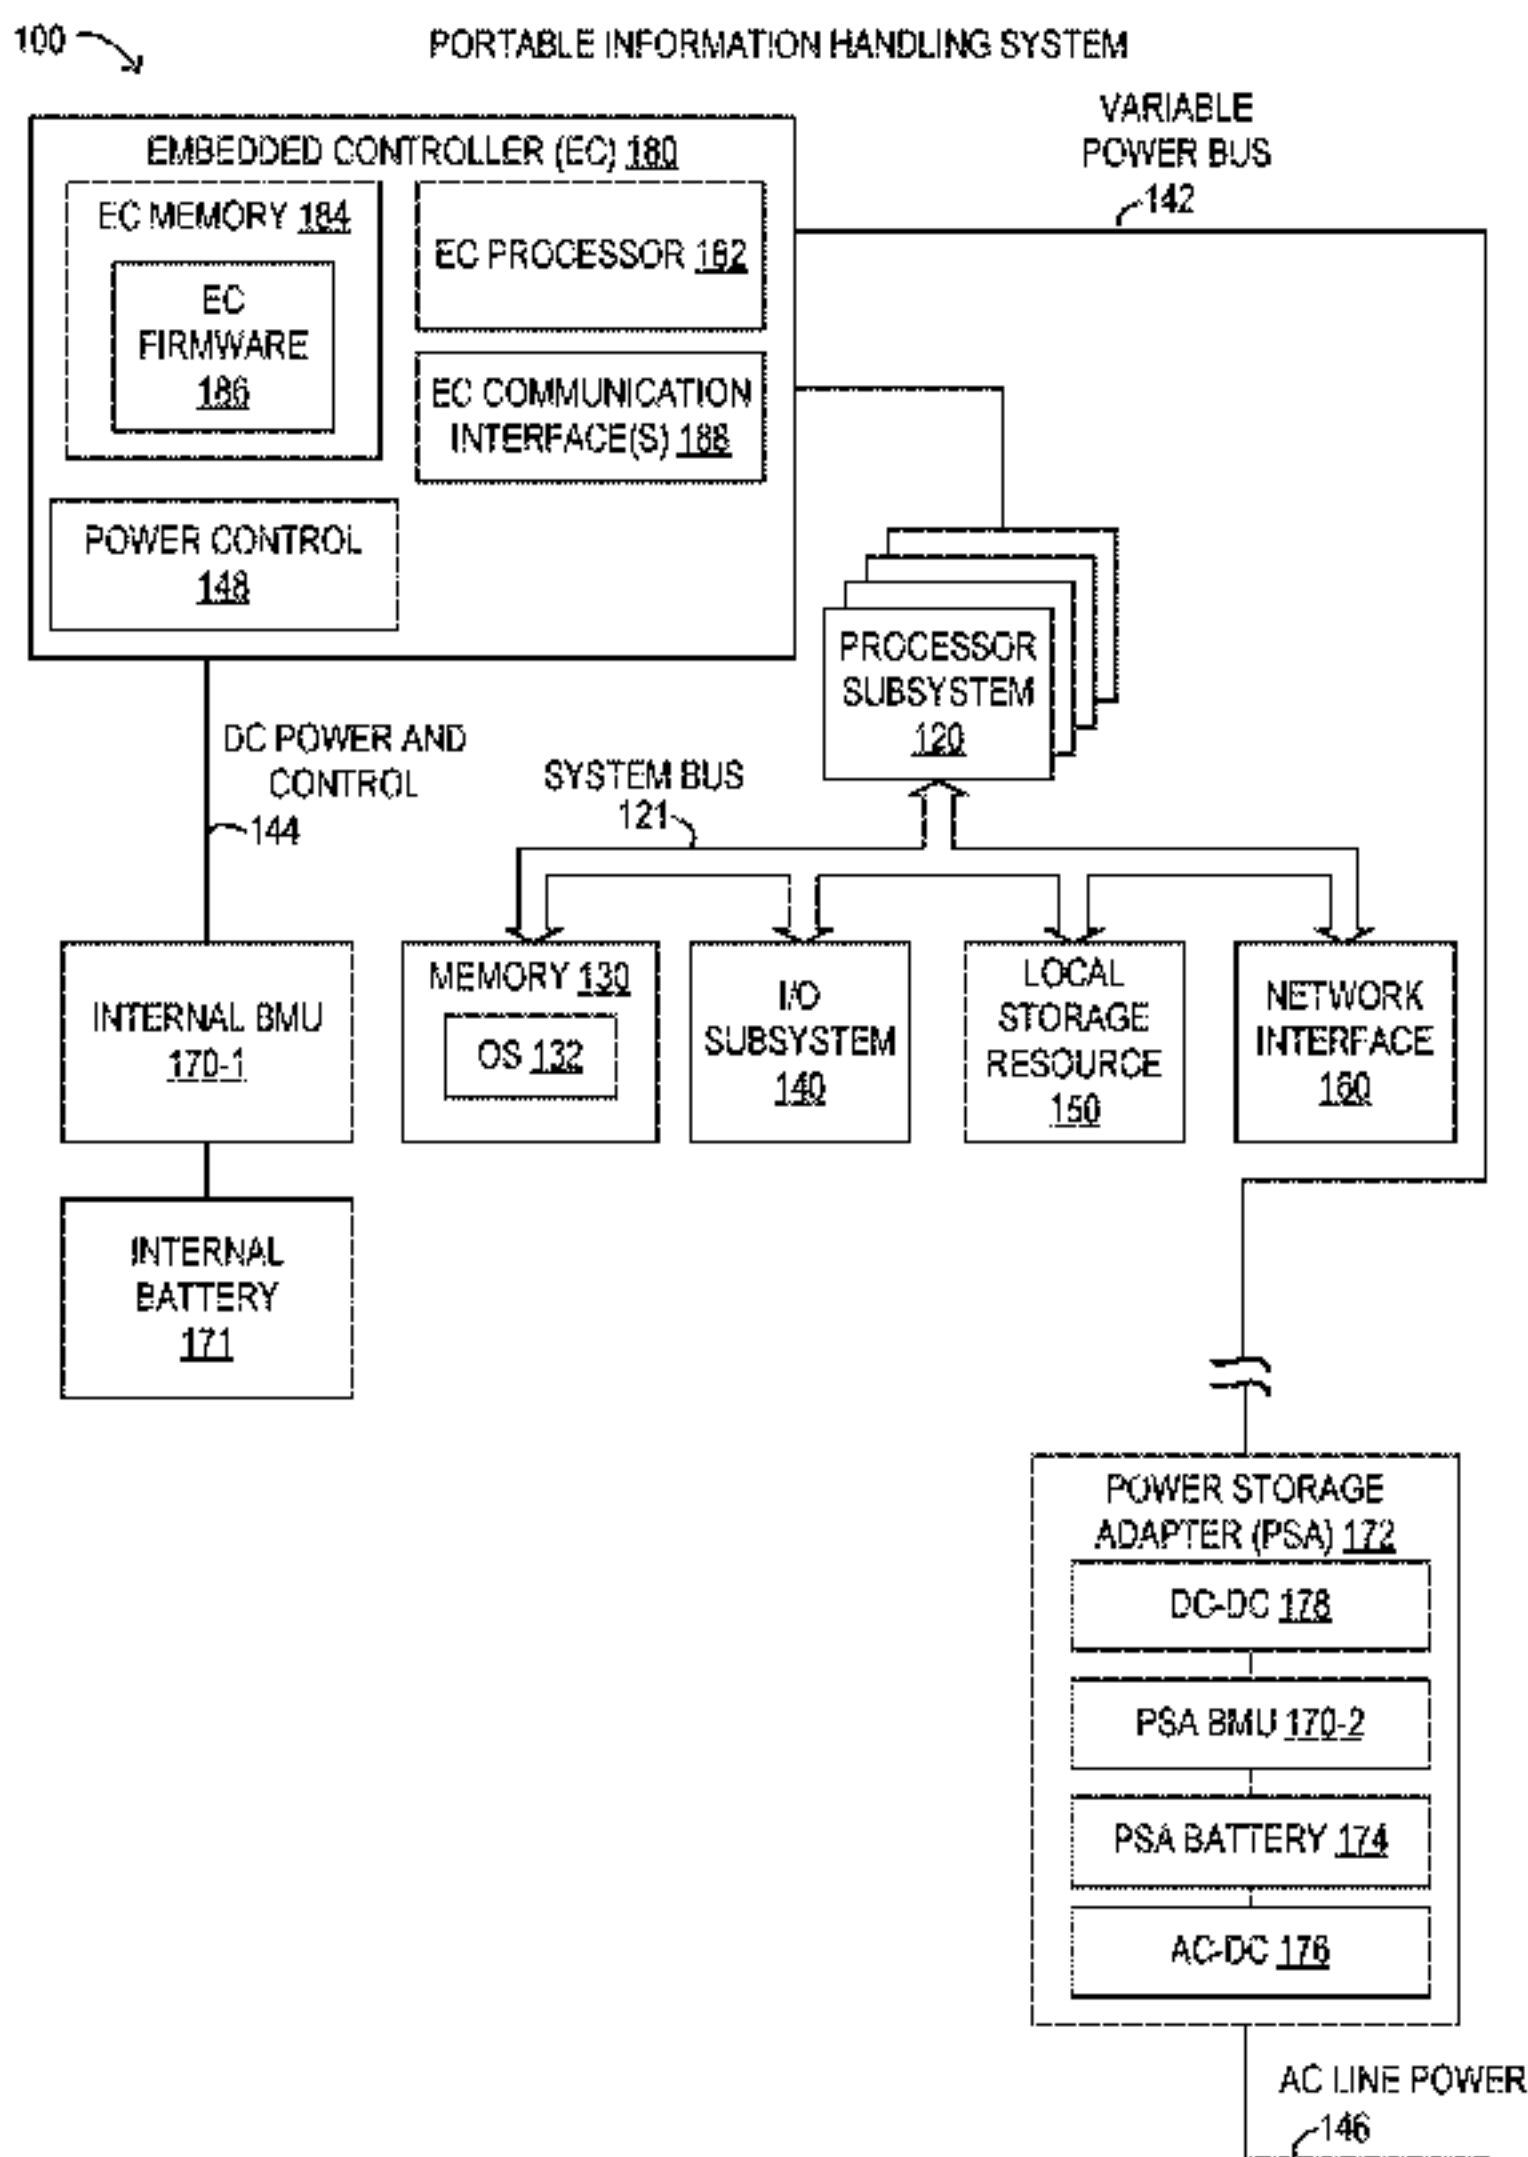 100
PORTABLE INFORMATION HANDLING SYSTEM
VARIABLE
POWER BUS
142
EMBEDDED CONTROLLER (EC) 180
EC MEMORY 184
EC
FIRMWARE
186
EC PROCESSOR 182
EC COMMUNICATION
INTERFACE(S) 188
POWER CONTROL
148
PROCESSOR
SUBSYSTEM
120
DC POWER AND
CONTROL
144
SYSTEM BUS
121
INTERNAL BMU
170-1
MEMORY 130
OS 132
I/O
SUBSYSTEM
140
LOCAL
STORAGE
RESOURCE
150
NETWORK
INTERFACE
160
INTERNAL
BATTERY
171
POWER STORAGE
ADAPTER (PSA) 172
DC-DC 178
PSA BMU 170-2
PSA BATTERY 174
AC-DC 176
AC LINE POWER
146